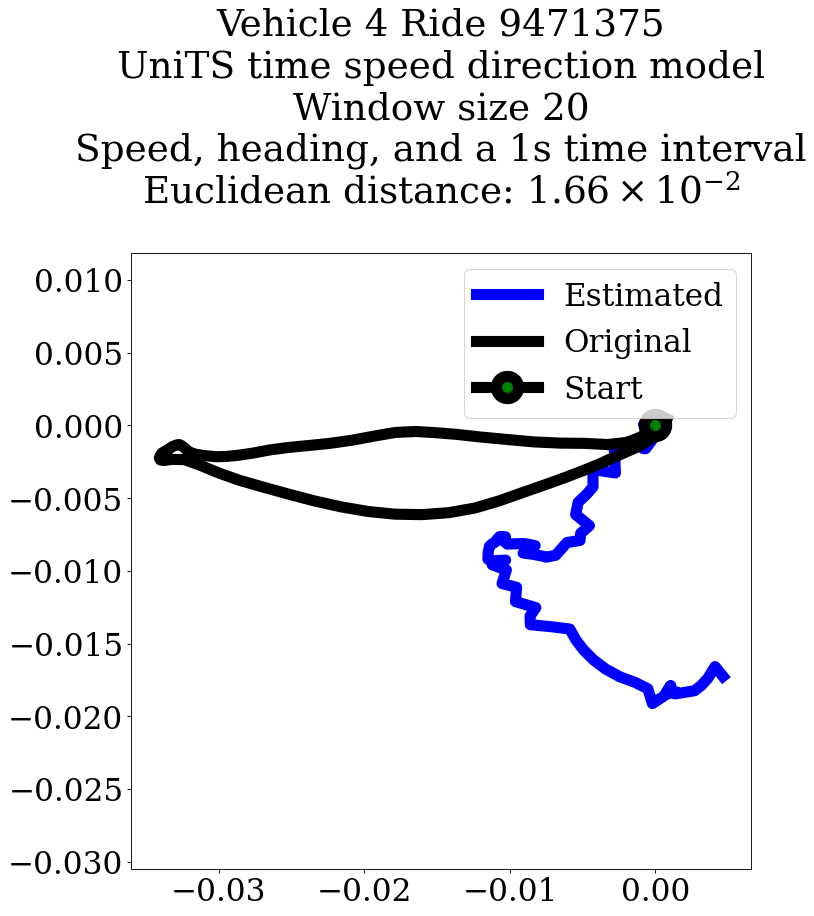 Vehicle 4 Ride 9471375
UniTS time speed direction model
Window size 20
Speed, heading, and a 1s time interval
Euclidean distance: 1.66 × 10⁻²
Estimated
Original
Start
0.010
0.005
0.000
−0.005
−0.010
−0.015
−0.020
−0.025
−0.030
−0.03 −0.02 −0.01 0.00